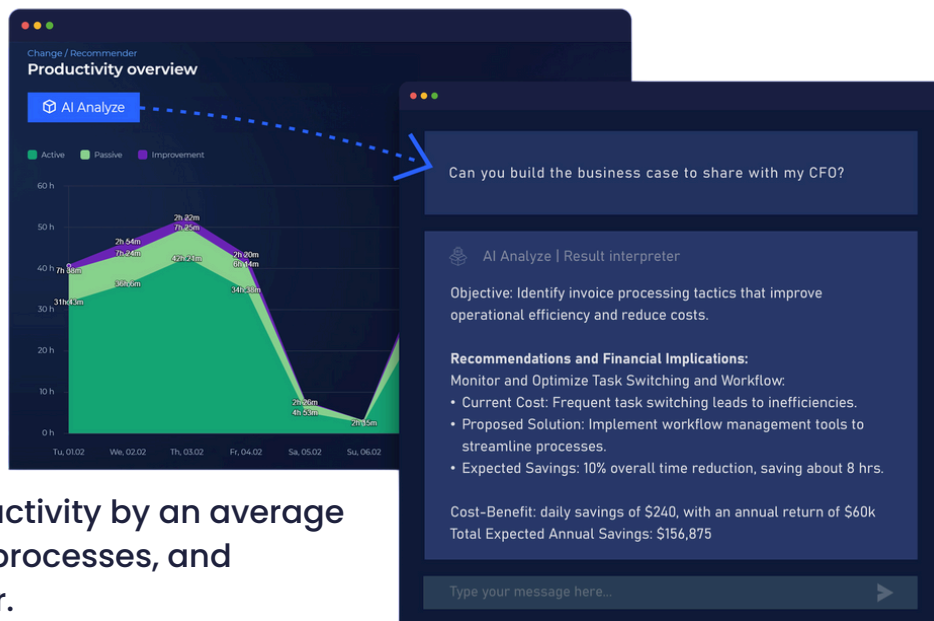 Change / Recommender
Productivity overview
AI Analyze
Active
Passive
Improvement
60 h
50 h
40 h
30 h
20 h
10 h
0 h
2h 22m
7h 25m
2h 54m
7h 24m
2h 20m
6h 44m
7h 38m
36h 6m
31h 43m
2h 26m
4h 53m
2h 15m
Tu, 01.02
We, 02.02
Th, 03.02
Fr, 04.02
Sa, 05.02
Su, 06.02
Can you build the business case to share with my CFO?
AI Analyze | Result interpreter
Objective: Identify invoice processing tactics that improve
operational efficiency and reduce costs.
Recommendations and Financial Implications:
Monitor and Optimize Task Switching and Workflow:
• Current Cost: Frequent task switching leads to inefficiencies.
• Proposed Solution: Implement workflow management tools to
streamline processes.
• Expected Savings: 10% overall time reduction, saving about 8 hrs.
Cost-Benefit: daily savings of $240, with an annual return of $60k
Total Expected Annual Savings: $156,875
Type your message here...
activity by an average
processes, and